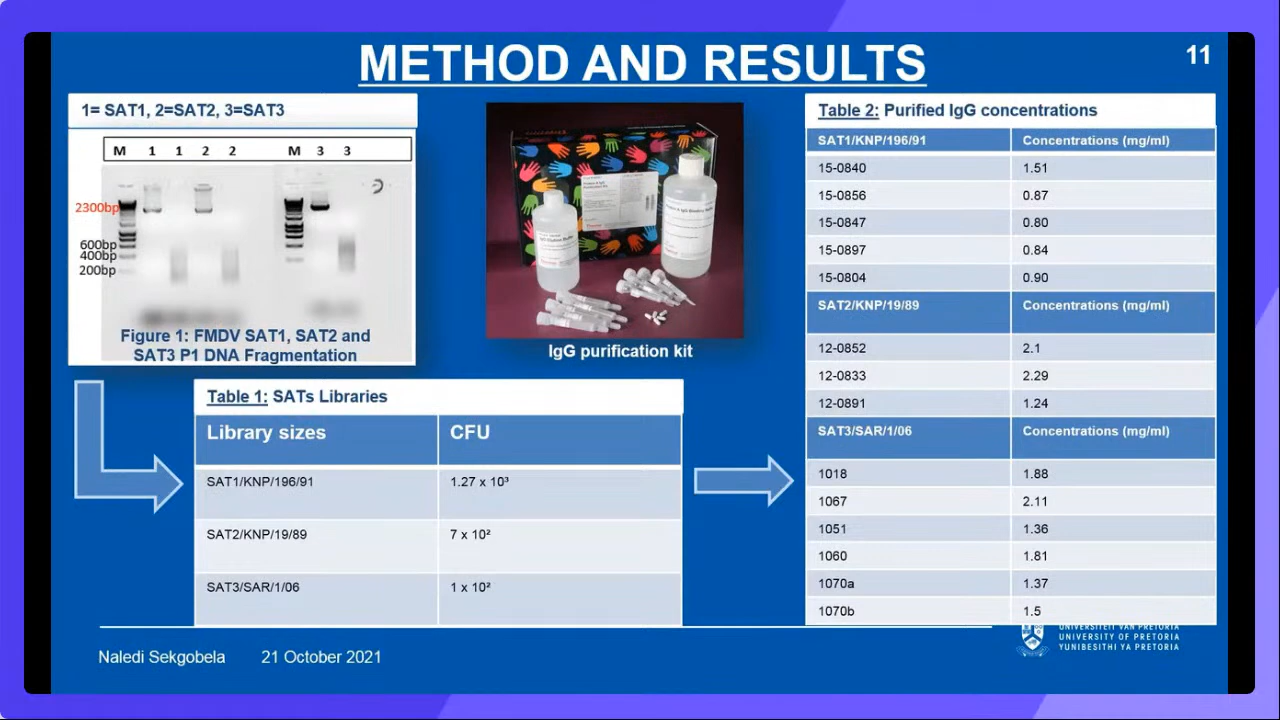 METHOD AND RESULTS
11
1= SAT1, 2=SAT2, 3=SAT3
M 1 1 2 2 M 3 3
2300bp
600bp
400bp
200bp
Figure 1: FMDV SAT1, SAT2 and
SAT3 P1 DNA Fragmentation
IgG purification kit
Table 1: SATs Libraries
Library sizes CFU
SAT1/KNP/196/91 1.27 x 10³
SAT2/KNP/19/89 7 x 10²
SAT3/SAR/1/06 1 x 10²
Table 2: Purified IgG concentrations
SAT1/KNP/196/91 Concentrations (mg/ml)
15-0840 1.51
15-0856 0.87
15-0847 0.80
15-0897 0.84
15-0804 0.90
SAT2/KNP/19/89 Concentrations (mg/ml)
12-0852 2.1
12-0833 2.29
12-0891 1.24
SAT3/SAR/1/06 Concentrations (mg/ml)
1018 1.88
1067 2.11
1051 1.36
1060 1.81
1070a 1.37
1070b 1.5
Naledi Sekgobela 21 October 2021
UNIVERSITEIT VAN PRETORIA
UNIVERSITY OF PRETORIA
YUNIBESITHI YA PRETORIA